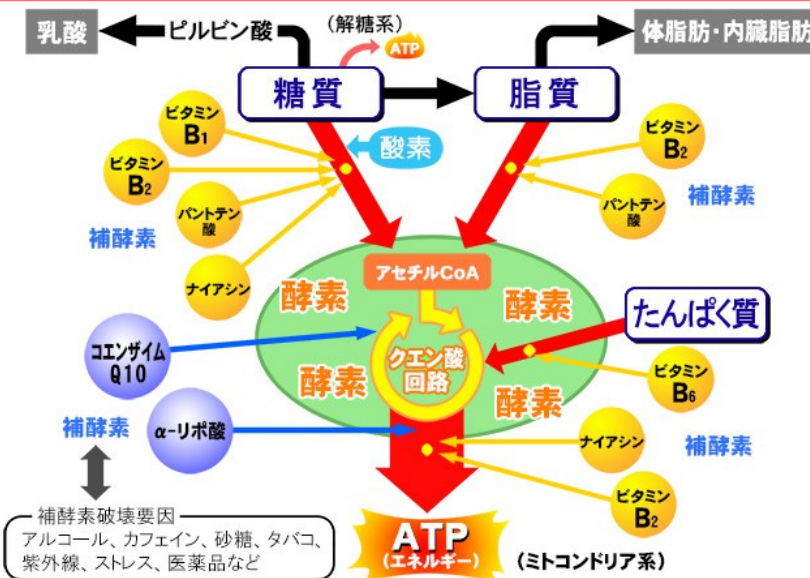 乳酸
ピルビン酸
(解糖系)
ATP
体脂肪・内臓脂肪
糖質
脂質
酸素
ビタミン
B1
ビタミン
B2
パントテン
酸
ナイアシン
補酵素
ビタミン
B2
パントテン
酸
補酵素
アセチルCoA
酵素
酵素
クエン酸
回路
酵素
酵素
たんぱく質
コエンザイム
Q10
補酵素
α-リポ酸
ビタミン
B6
ナイアシン
補酵素
ビタミン
B2
補酵素破壊要因
アルコール、カフェイン、砂糖、タバコ、
紫外線、ストレス、医薬品など
ATP
(エネルギー)
(ミトコンドリア系)